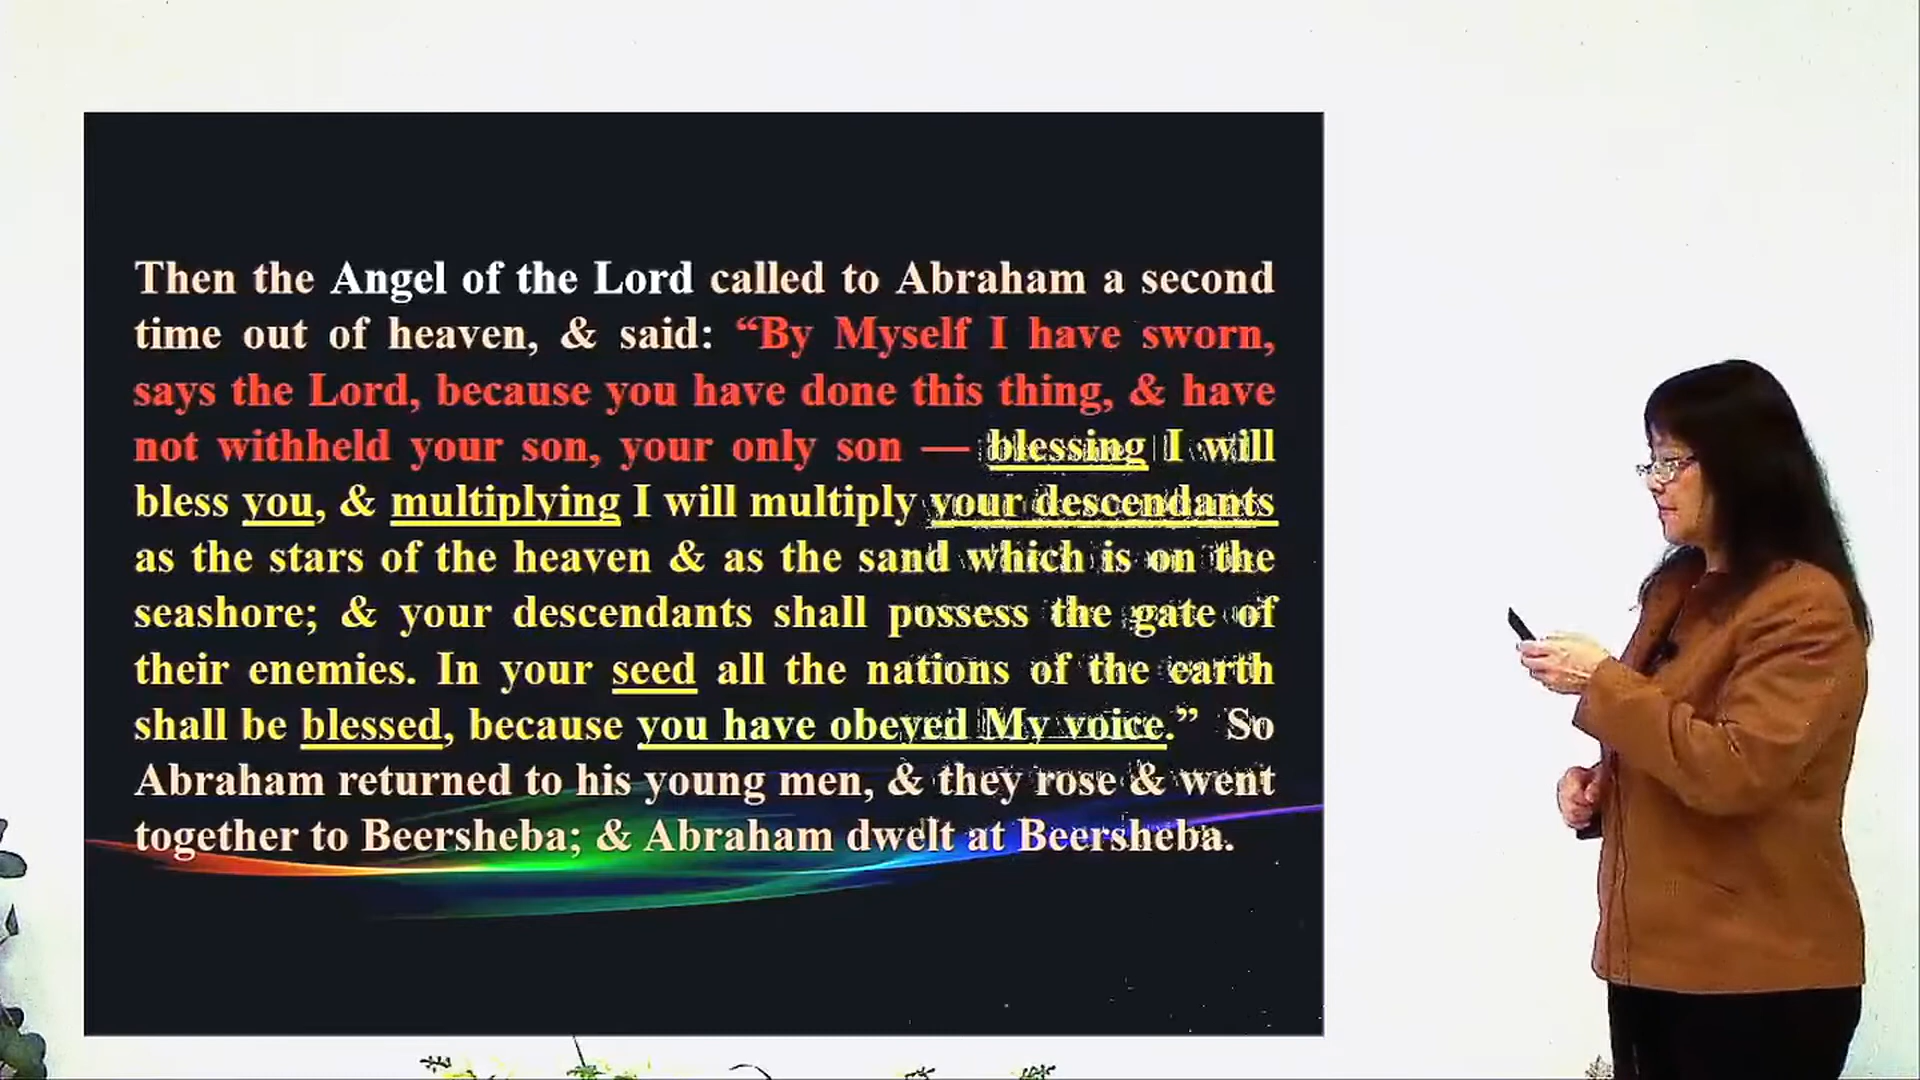 Then the Angel of the Lord called to Abraham a second
time out of heaven, & said: “By Myself I have sworn,
says the Lord, because you have done this thing, & have
not withheld your son, your only son — blessing I will
bless you, & multiplying I will multiply your descendants
as the stars of the heaven & as the sand which is on the
seashore; & your descendants shall possess the gate of
their enemies. In your seed all the nations of the earth
shall be blessed, because you have obeyed My voice.” So
Abraham returned to his young men, & they rose & went
together to Beersheba; & Abraham dwelt at Beersheba.